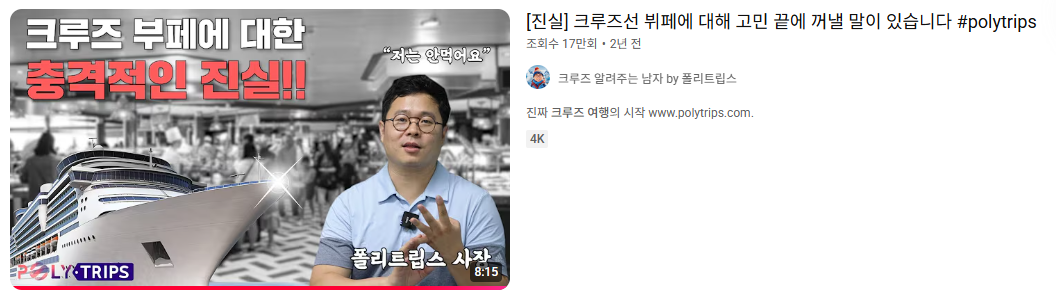 크루즈 부페에 대한
충격적인 진실!!
“저는 안먹어요”
폴리트립스 사장
POLY TRIPS
8:15
[진실] 크루즈선 뷔페에 대해 고민 끝에 꺼낼 말이 있습니다 #polytrips
조회수 17만회 • 2년 전
크루즈 알려주는 남자 by 폴리트립스
진짜 크루즈 여행의 시작 www.polytrips.com.
4K